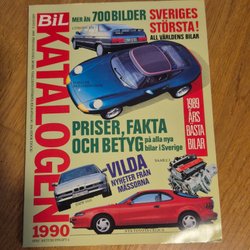 BIL
KATALOGEN
1990
MER ÄN 700 BILDER
SVERIGES
STÖRSTA!
ALL VÄRLDENS BILAR
1989
ÅRS
BÄSTA
BILAR
PRISER, FAKTA
OCH BETYG
på alla nya
bilar i Sverige
VILDA
NYHETER FRÅN
MÄSSORNA